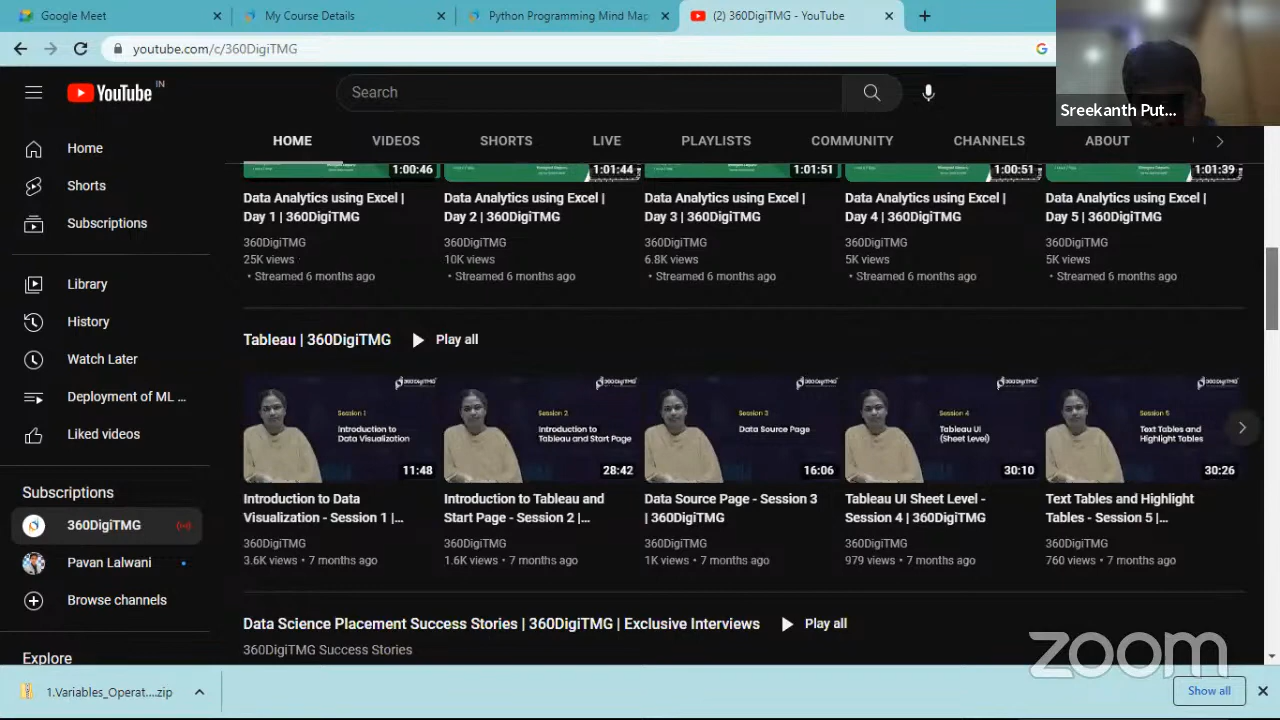 Google Meet
My Course Details
Python Programming Mind Map
(2) 360DigiTMG - YouTube
youtube.com/c/360DigiTMG
Sreekanth Put...
YouTube IN
Search
HOME VIDEOS SHORTS LIVE PLAYLISTS COMMUNITY CHANNELS ABOUT
Home
Shorts
Subscriptions
Library
History
Watch Later
Deployment of ML ...
Liked videos
Subscriptions
360DigiTMG
Pavan Lalwani
Browse channels
Explore
1:00:46
Data Analytics using Excel |
Day 1 | 360DigiTMG
360DigiTMG
25K views
• Streamed 6 months ago
1:01:44
Data Analytics using Excel |
Day 2 | 360DigiTMG
360DigiTMG
10K views
• Streamed 6 months ago
1:01:51
Data Analytics using Excel |
Day 3 | 360DigiTMG
360DigiTMG
6.8K views
• Streamed 6 months ago
1:00:51
Data Analytics using Excel |
Day 4 | 360DigiTMG
360DigiTMG
5K views
• Streamed 6 months ago
1:01:39
Data Analytics using Excel |
Day 5 | 360DigiTMG
360DigiTMG
5K views
• Streamed 6 months ago
Tableau | 360DigiTMG Play all
360DigiTMG
Session 1
Introduction to
Data Visualization
11:48
Introduction to Data
Visualization - Session 1 |...
360DigiTMG
3.6K views • 7 months ago
360DigiTMG
Session 2
Introduction to
Tableau and Start Page
28:42
Introduction to Tableau and
Start Page - Session 2 |...
360DigiTMG
1.6K views • 7 months ago
360DigiTMG
Session 3
Data Source Page
16:06
Data Source Page - Session 3
| 360DigiTMG
360DigiTMG
1K views • 7 months ago
360DigiTMG
Session 4
Tableau UI
(Sheet Level)
30:10
Tableau UI Sheet Level -
Session 4 | 360DigiTMG
360DigiTMG
979 views • 7 months ago
360DigiTMG
Session 5
Text Tables and
Highlight Tables
30:26
Text Tables and Highlight
Tables - Session 5 |...
360DigiTMG
760 views • 7 months ago
Data Science Placement Success Stories | 360DigiTMG | Exclusive Interviews Play all
360DigiTMG Success Stories
zoom
1.Variables_Operat....zip
Show all